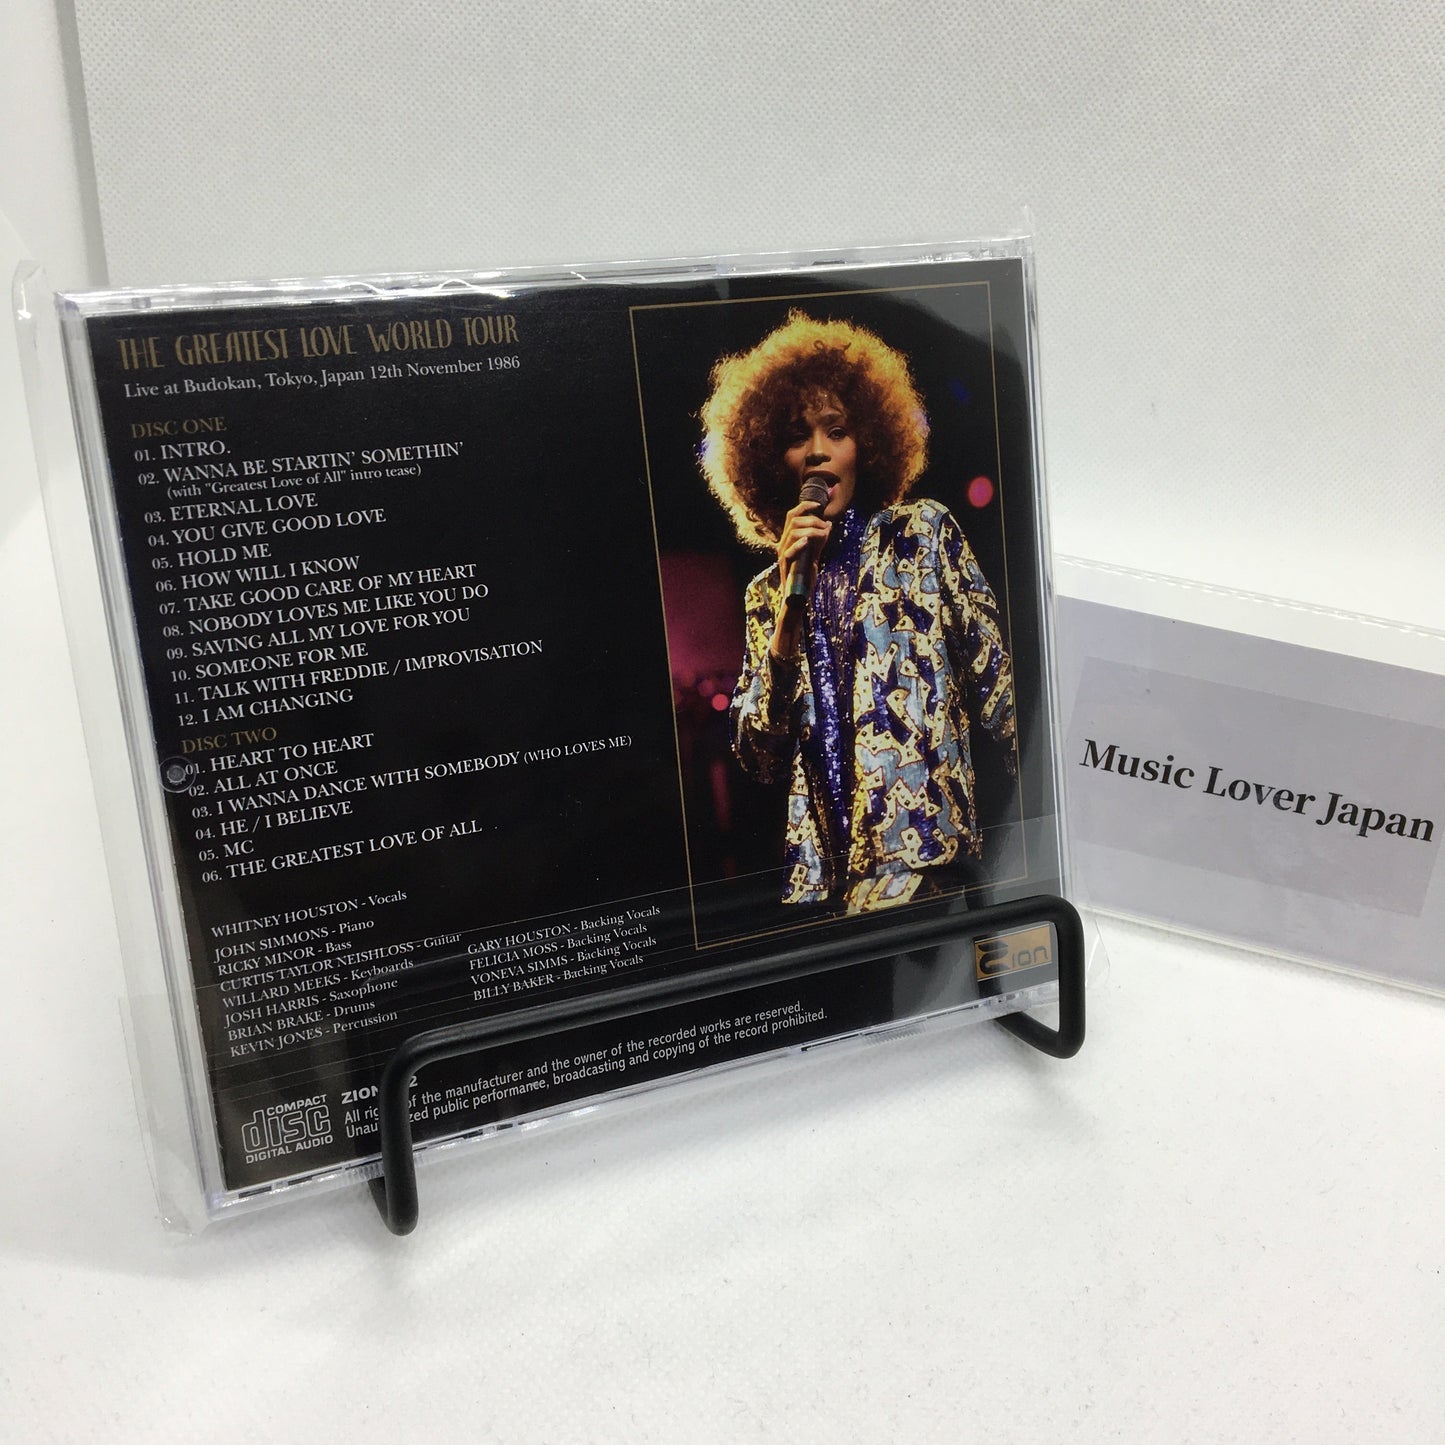 THE GREATEST LOVE WORLD TOUR
Live at Budokan, Tokyo, Japan 12th November 1986
DISC ONE
01. INTRO.
02. WANNA BE STARTIN' SOMETHIN'
(with "Greatest Love of All" intro tease)
03. ETERNAL LOVE
04. YOU GIVE GOOD LOVE
05. HOLD ME
06. HOW WILL I KNOW
07. TAKE GOOD CARE OF MY HEART
08. NOBODY LOVES ME LIKE YOU DO
09. SAVING ALL MY LOVE FOR YOU
10. SOMEONE FOR ME
11. TALK WITH FREDDIE / IMPROVISATION
12. I AM CHANGING
DISC TWO
01. HEART TO HEART
02. ALL AT ONCE
03. I WANNA DANCE WITH SOMEBODY (WHO LOVES ME)
04. HE / I BELIEVE
05. MC
06. THE GREATEST LOVE OF ALL
WHITNEY HOUSTON - Vocals
JOHN SIMMONS - Piano
RICKY MINOR - Bass
CURTIS TAYLOR NEISHLOSS - Guitar
WILLARD MEEKS - Keyboards
JOSH HARRIS - Saxophone
BRIAN BRAKE - Drums
KEVIN JONES - Percussion
GARY HOUSTON - Backing Vocals
FELICIA MOSS - Backing Vocals
VONEVA SIMMS - Backing Vocals
BILLY BAKER - Backing Vocals
Zion
COMPACT
disc
DIGITAL AUDIO
ZION
All of the manufacturer and the owner of the recorded works are reserved.
public performance, broadcasting and copying of the record prohibited.
Music Lover Japan